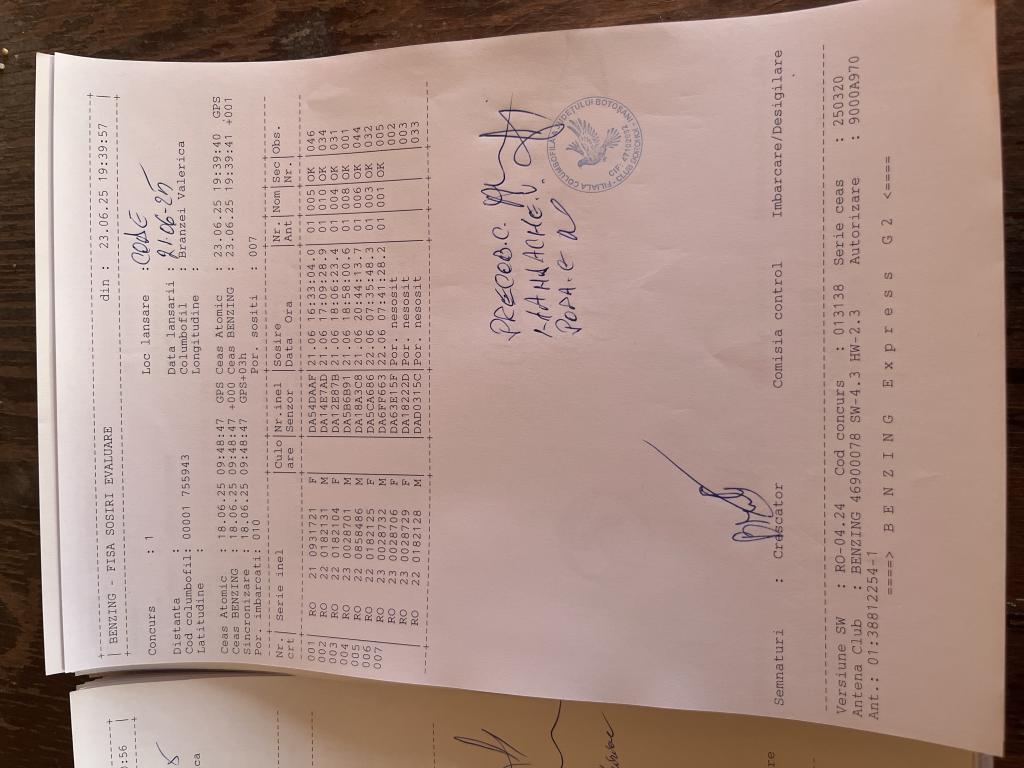 BENZING - FISA SOSIRI EVALUARE din : 23.06.25 19:39:57
Concurs : 1 Loc lansare :
Distanta : Data lansarii : 21-06-25
Cod columbofil: 00001 755943 Columbofil : Branzei Valerica
Latitudine : Longitudine :
Ceas Atomic : 18.06.25 09:48:47 GPS Ceas Atomic : 23.06.25 19:39:40 GPS
Ceas BENZING : 18.06.25 09:48:47 +000 Ceas BENZING : 23.06.25 19:39:41 +001
Sincronizare : 18.06.25 09:48:47 GPS+03h
Por. imbarcati: 010 Por. sositi : 007
Nr. Serie inel Culo Nr.inel Sosire Nr Nom Sec Obs.
crt are Senzor Data Ora Ant Nr.
001 RO 21 0931721 F DA54DAAF 21.06 16:33:04.0 01 005 OK 046
002 RO 22 0182131 M DA14F7AD 21.06 17:09:28.9 01 010 OK 034
003 RO 22 0182104 F DA12E87B 21.06 18:06:23.4 01 004 OK 031
004 RO 23 0028701 M DA5B6B91 21.06 18:58:00.6 01 008 OK 001
005 RO 22 0858486 M DA18A3C8 21.06 20:44:13.7 01 006 OK 044
006 RO 22 0182125 F DA5CA686 22.06 07:35:48.3 01 003 OK 032
007 RO 23 0028732 M DA6FF663 22.06 07:41:28.2 01 001 OK 005
RO 23 0028706 F DA63B15F Por. nesosit 002
RO 23 0028729 F DA18222D Por. nesosit 003
RO 22 0182128 M DAD0315C Por. nesosit 033
FILIALA COLUMBOFILA JUDETULUI BOTOSANI
Semnaturi : Crescator Comisia control Imbarcare/Desigilare
Versiune SW : RO-04.24 Cod concurs : 013138 Serie ceas : 250320
Antena Club : BENZING 46900078 SW-4.3 HW-2.3 Autorizare : 9000A970
Ant.: 01:38812254-1
====> B E N Z I N G E x p r e s s G 2 <====